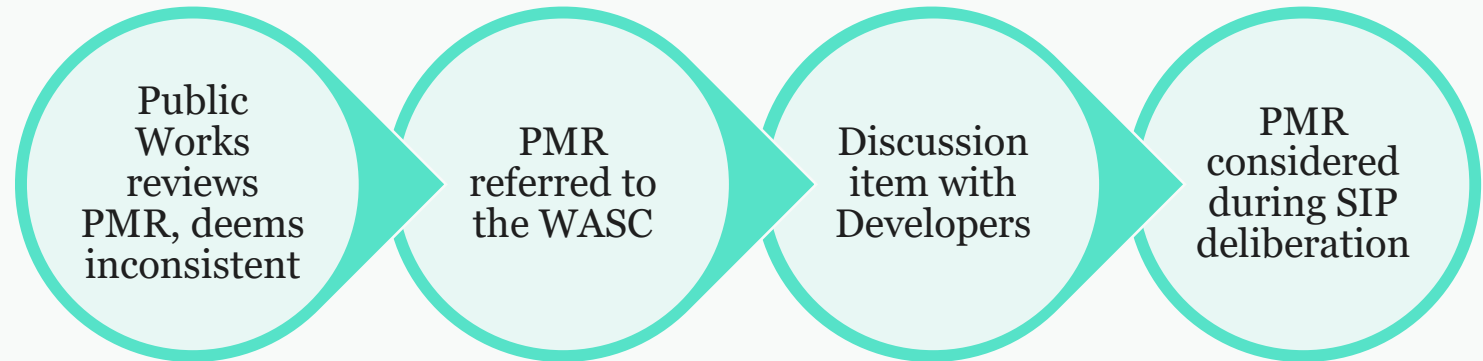 Public
Works
reviews
PMR, deems
inconsistent
PMR
referred to
the WASC
Discussion
item with
Developers
PMR
considered
during SIP
deliberation